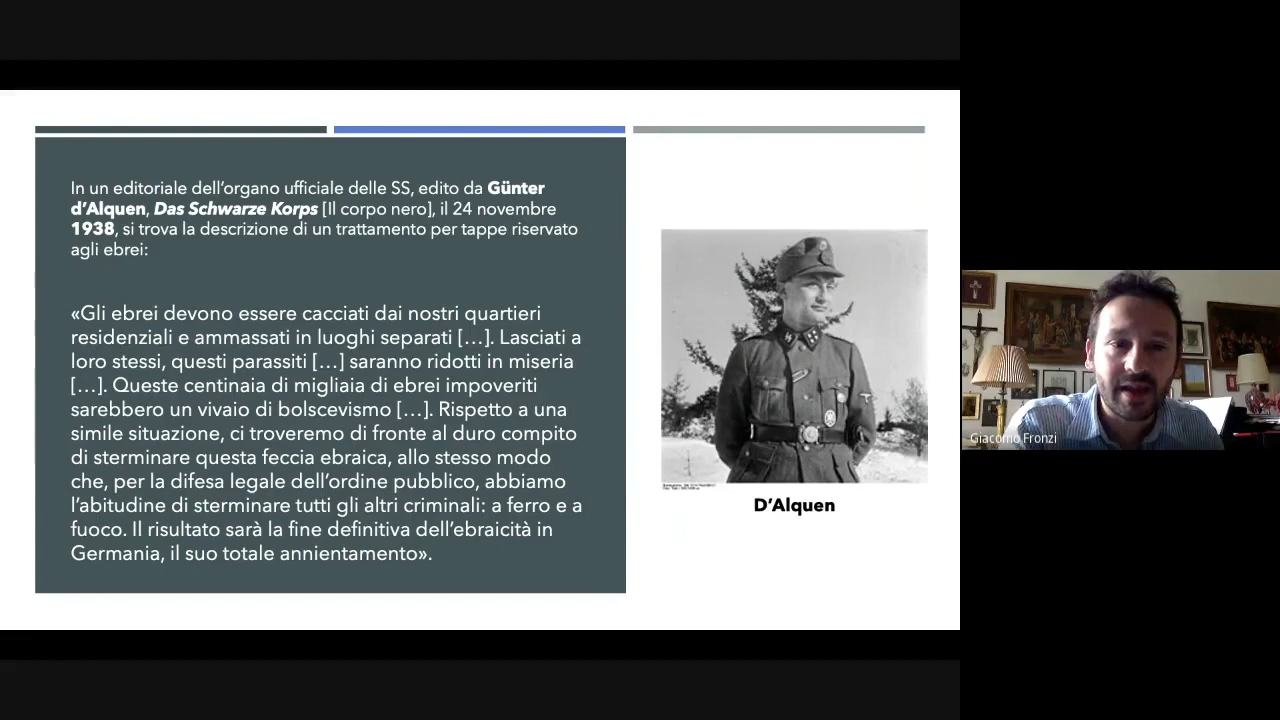 In un editoriale dell'organo ufficiale delle SS, edito da Günter
d'Alquen, Das Schwarze Korps [Il corpo nero], il 24 novembre
1938, si trova la descrizione di un trattamento per tappe riservato
agli ebrei:
«Gli ebrei devono essere cacciati dai nostri quartieri
residenziali e ammassati in luoghi separati […]. Lasciati a
loro stessi, questi parassiti […] saranno ridotti in miseria
[…]. Queste centinaia di migliaia di ebrei impoveriti
sarebbero un vivaio di bolscevismo […]. Rispetto a una
simile situazione, ci troveremo di fronte al duro compito
di sterminare questa feccia ebraica, allo stesso modo
che, per la difesa legale dell'ordine pubblico, abbiamo
l'abitudine di sterminare tutti gli altri criminali: a ferro e a
fuoco. Il risultato sarà la fine definitiva dell'ebraicità in
Germania, il suo totale annientamento».
D'Alquen
Giacomo Fronzi